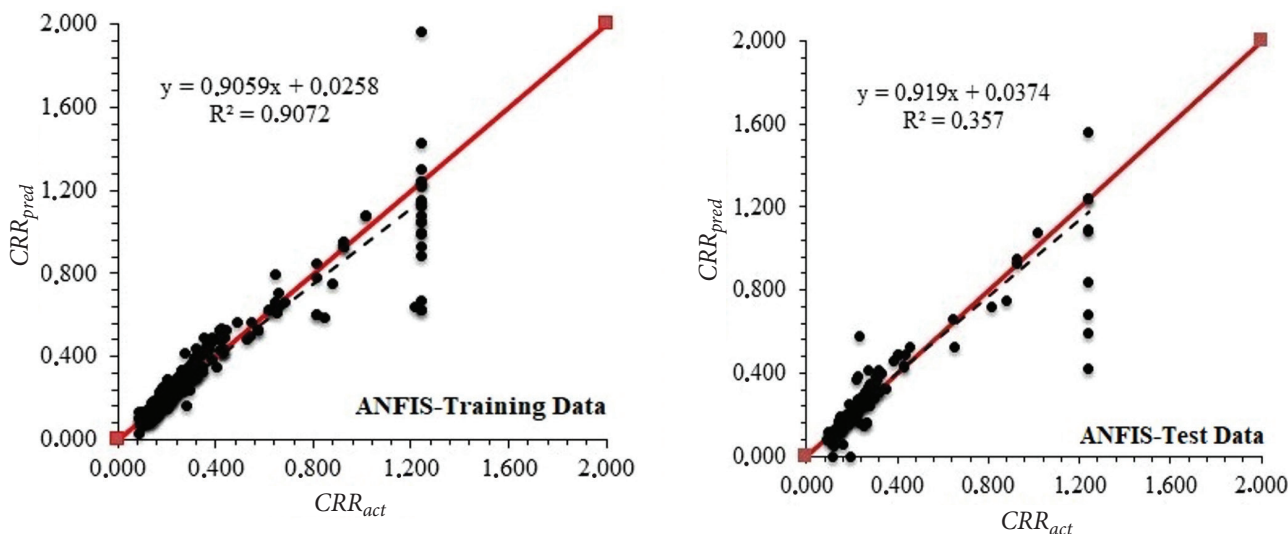 2.000
1.600
1.200
0.800
0.400
0.000
CRRpred
y = 0.9059x + 0.0258
R² = 0.9072
ANFIS-Training Data
0.000 0.400 0.800 1.200 1.600 2.000
CRRact
2.000
1.600
1.200
0.800
0.400
0.000
CRRpred
y = 0.919x + 0.0374
R² = 0.357
ANFIS-Test Data
0.000 0.400 0.800 1.200 1.600 2.000
CRRact